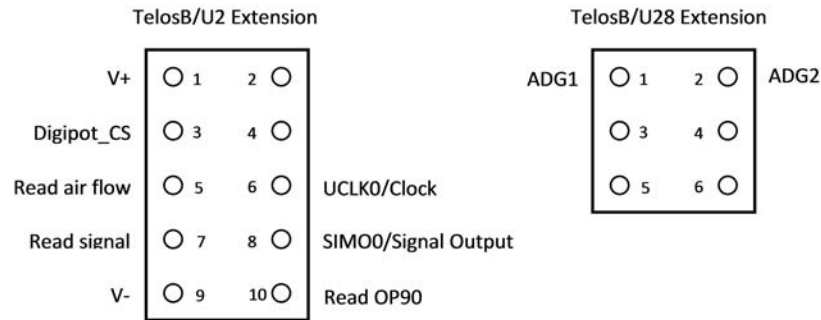 TelosB/U2 Extension
V+ 1 2
Digipot_CS 3 4
Read air flow 5 6 UCLK0/Clock
Read signal 7 8 SIMO0/Signal Output
V- 9 10 Read OP90
TelosB/U28 Extension
ADG1 1 2 ADG2
3 4
5 6